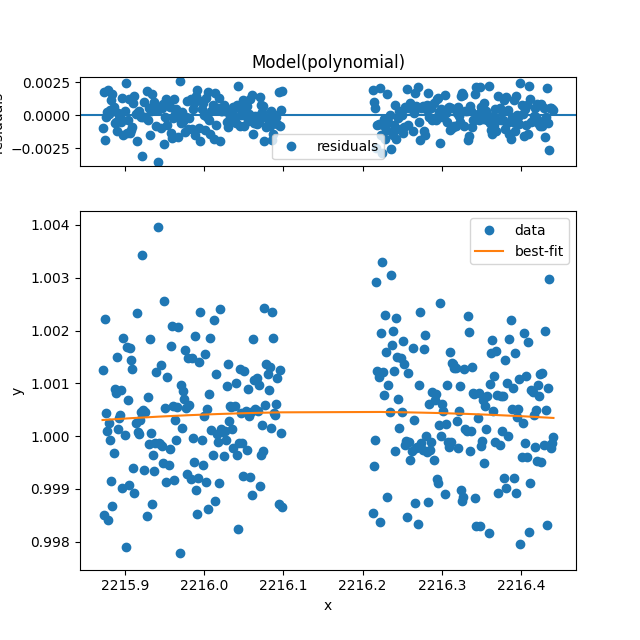 Model(polynomial)
0.0025
0.0000
−0.0025
residuals
residuals
1.004
1.003
1.002
1.001
1.000
0.999
0.998
y
data
best-fit
2215.9 2216.0 2216.1 2216.2 2216.3 2216.4
x